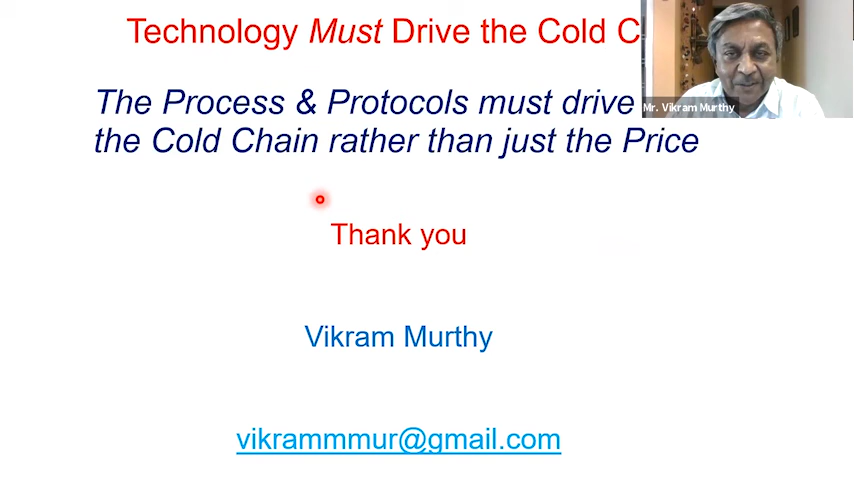 Technology Must Drive the Cold C
The Process & Protocols must drive
the Cold Chain rather than just the Price
Mr. Vikram Murthy
Thank you
Vikram Murthy
vikrammmur@gmail.com